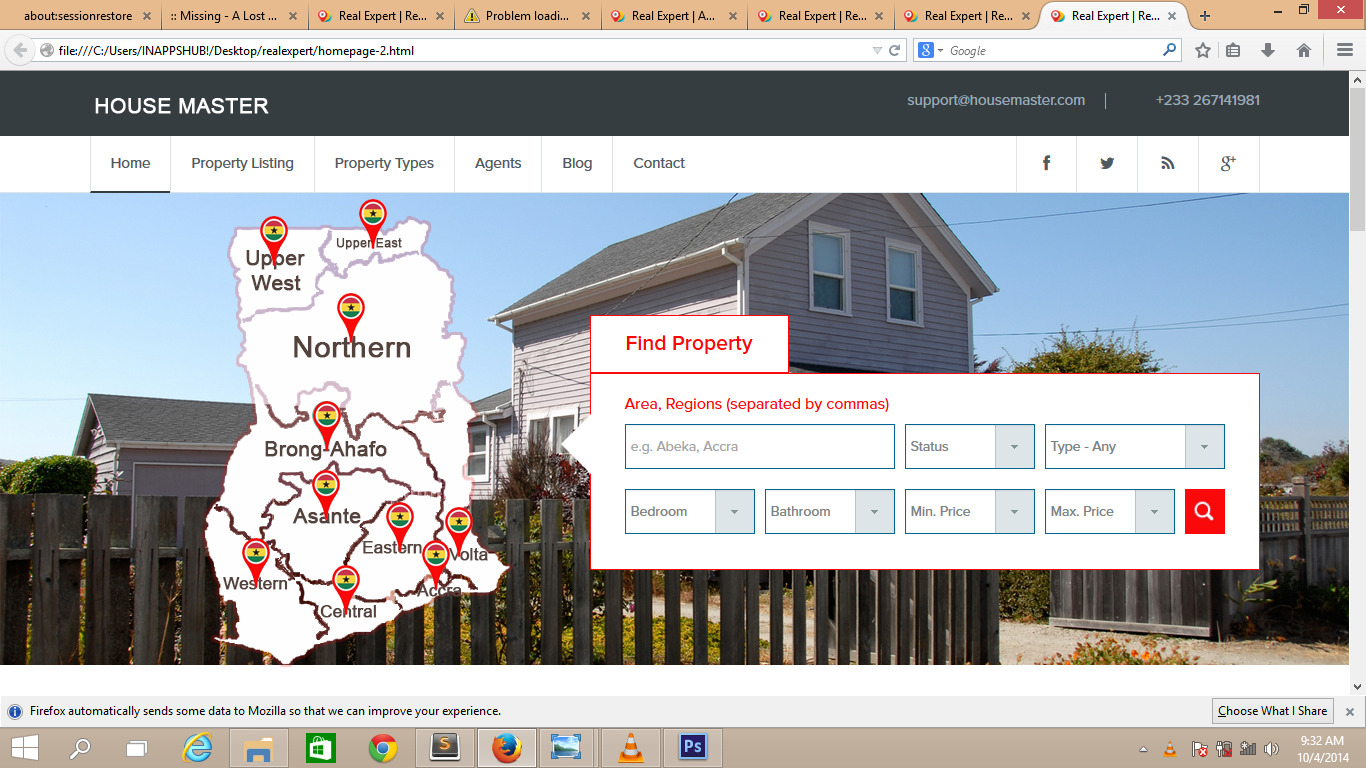 about:sessionrestore
:: Missing - A Lost ...
Real Expert | Re...
Problem loadi...
Real Expert | A...
Real Expert | Re...
Real Expert | Re...
Real Expert | Re...
file:///C:/Users/INAPPSHUB!/Desktop/realexpert/homepage-2.html
Google
HOUSE MASTER
support@housemaster.com
+233 267141981
Home
Property Listing
Property Types
Agents
Blog
Contact
Upper East
Upper
West
Northern
Brong-Ahafo
Asante
Eastern
Volta
Western
Accra
Central
Find Property
Area, Regions (separated by commas)
e.g. Abeka, Accra
Status
Type - Any
Bedroom
Bathroom
Min. Price
Max. Price
Firefox automatically sends some data to Mozilla so that we can improve your experience.
Choose What I Share
Ps
9:32 AM
10/4/2014